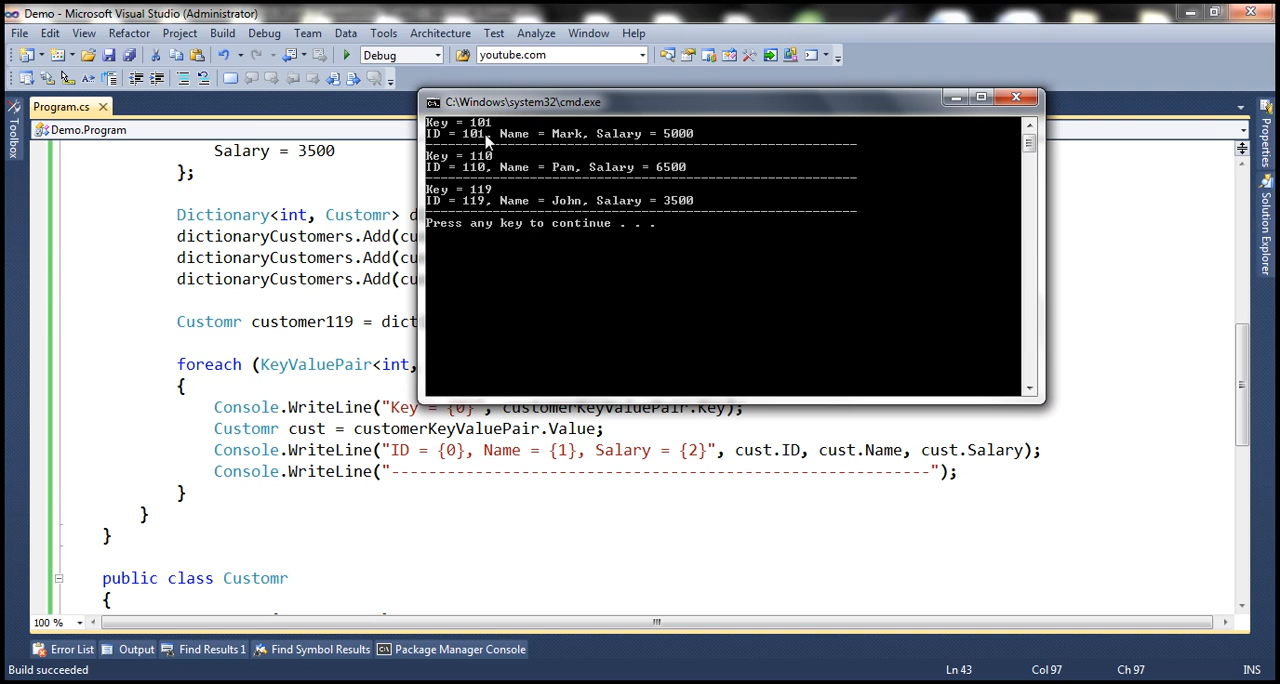 Demo - Microsoft Visual Studio (Administrator)
File Edit View Refactor Project Build Debug Team Data Tools Architecture Test Analyze Window Help
Debug youtube.com
Program.cs
Demo.Program
Toolbox
Properties
Solution Explorer
C:\Windows\system32\cmd.exe
Key = 101
ID = 101, Name = Mark, Salary = 5000
--------------------------------------------------
Key = 110
ID = 110, Name = Pam, Salary = 6500
--------------------------------------------------
Key = 119
ID = 119, Name = John, Salary = 3500
--------------------------------------------------
Press any key to continue . . .
Salary = 3500
};
Dictionary<int, Customr> d
dictionaryCustomers.Add(cu
dictionaryCustomers.Add(cu
dictionaryCustomers.Add(cu
Customr customer119 = dict
foreach (KeyValuePair<int,
{
Console.WriteLine("Key = {0}", customerKeyValuePair.Key);
Customr cust = customerKeyValuePair.Value;
Console.WriteLine("ID = {0}, Name = {1}, Salary = {2}", cust.ID, cust.Name, cust.Salary);
Console.WriteLine("----------------------------------------------------------");
}
}
}
public class Customr
{
100 %
Error List Output Find Results 1 Find Symbol Results Package Manager Console
Build succeeded Ln 43 Col 97 Ch 97 INS